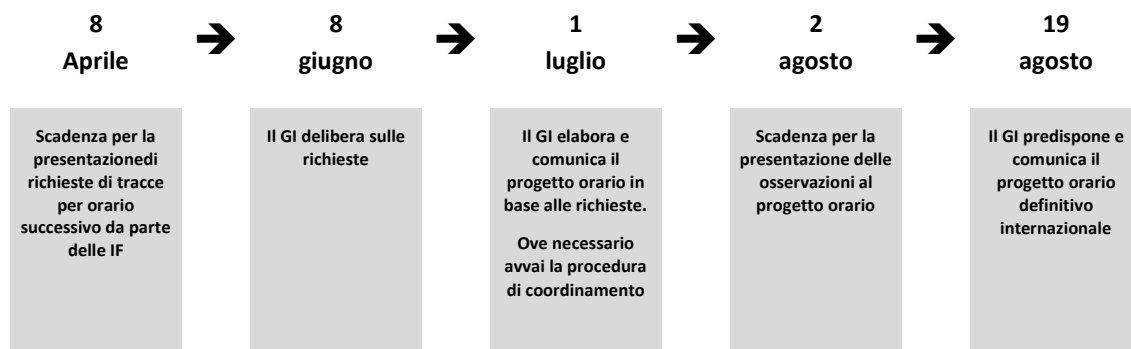 8
Aprile
8
giugno
1
luglio
2
agosto
19
agosto
Scadenza per la
presentazionedi
richieste di tracce
per orario
successivo da parte
delle IF
Il GI delibera sulle
richieste
Il GI elabora e
comunica il
progetto orario in
base alle richieste.
Ove necessario
avvai la procedura
di coordinamento
Scadenza per la
presentazione delle
osservazioni al
progetto orario
Il GI predispone e
comunica il
progetto orario
definitivo
internazionale